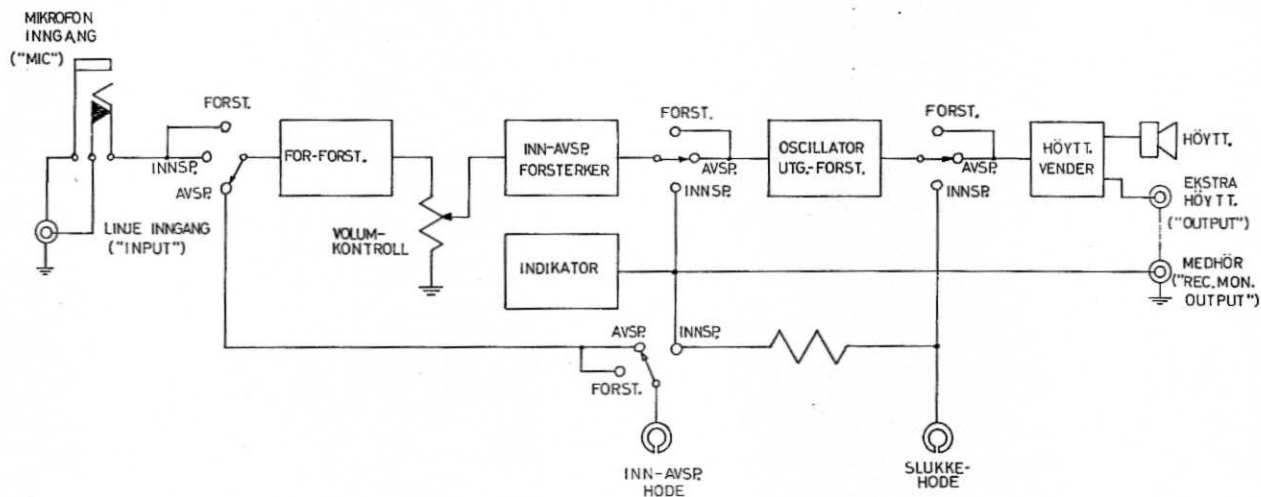 MIKROFON
INNGANG
("MIC")
FORST.
INNSP.
AVSP.
LINJE INNGANG
("INPUT")
FOR-FORST.
VOLUM-
KONTROLL
INN-AVSP.
FORSTERKER
INDIKATOR
FORST.
AVSP.
INNSP.
OSCILLATOR
UTG.-FORST.
FORST.
AVSP.
INNSP.
HÖYTT.
VENDER
HÖYTT.
EKSTRA
HÖYTT.
("OUTPUT")
MEDHÖR
("REC.MON.
OUTPUT")
AVSP.
INNSP.
FORST.
INN-AVSP.
HODE
SLUKKE-
HODE